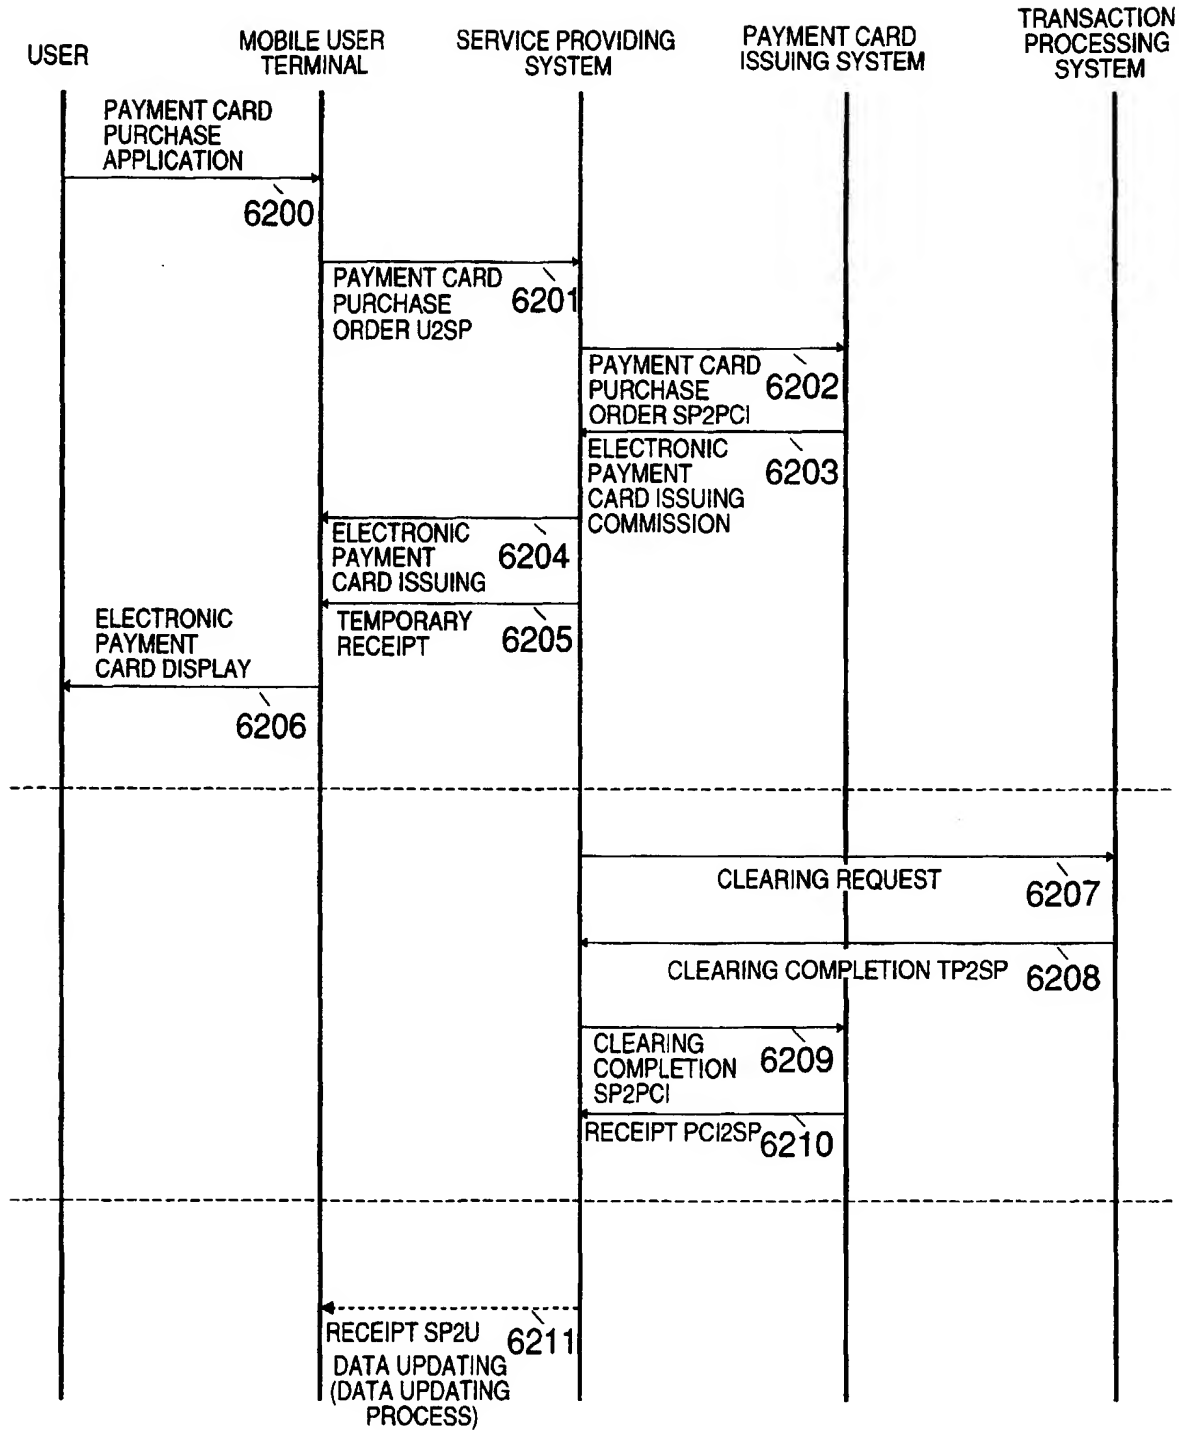 USER
MOBILE USER
TERMINAL
SERVICE PROVIDING
SYSTEM
PAYMENT CARD
ISSUING SYSTEM
TRANSACTION
PROCESSING
SYSTEM
PAYMENT CARD
PURCHASE
APPLICATION
6200
PAYMENT CARD
PURCHASE
ORDER U2SP
6201
PAYMENT CARD
PURCHASE
ORDER SP2PCI
6202
ELECTRONIC
PAYMENT
CARD ISSUING
COMMISSION
6203
ELECTRONIC
PAYMENT
CARD ISSUING
6204
TEMPORARY
RECEIPT
6205
ELECTRONIC
PAYMENT
CARD DISPLAY
6206
CLEARING REQUEST
6207
CLEARING COMPLETION TP2SP
6208
CLEARING
COMPLETION
SP2PCI
6209
RECEIPT PCI2SP
6210
RECEIPT SP2U
6211
DATA UPDATING
(DATA UPDATING
PROCESS)